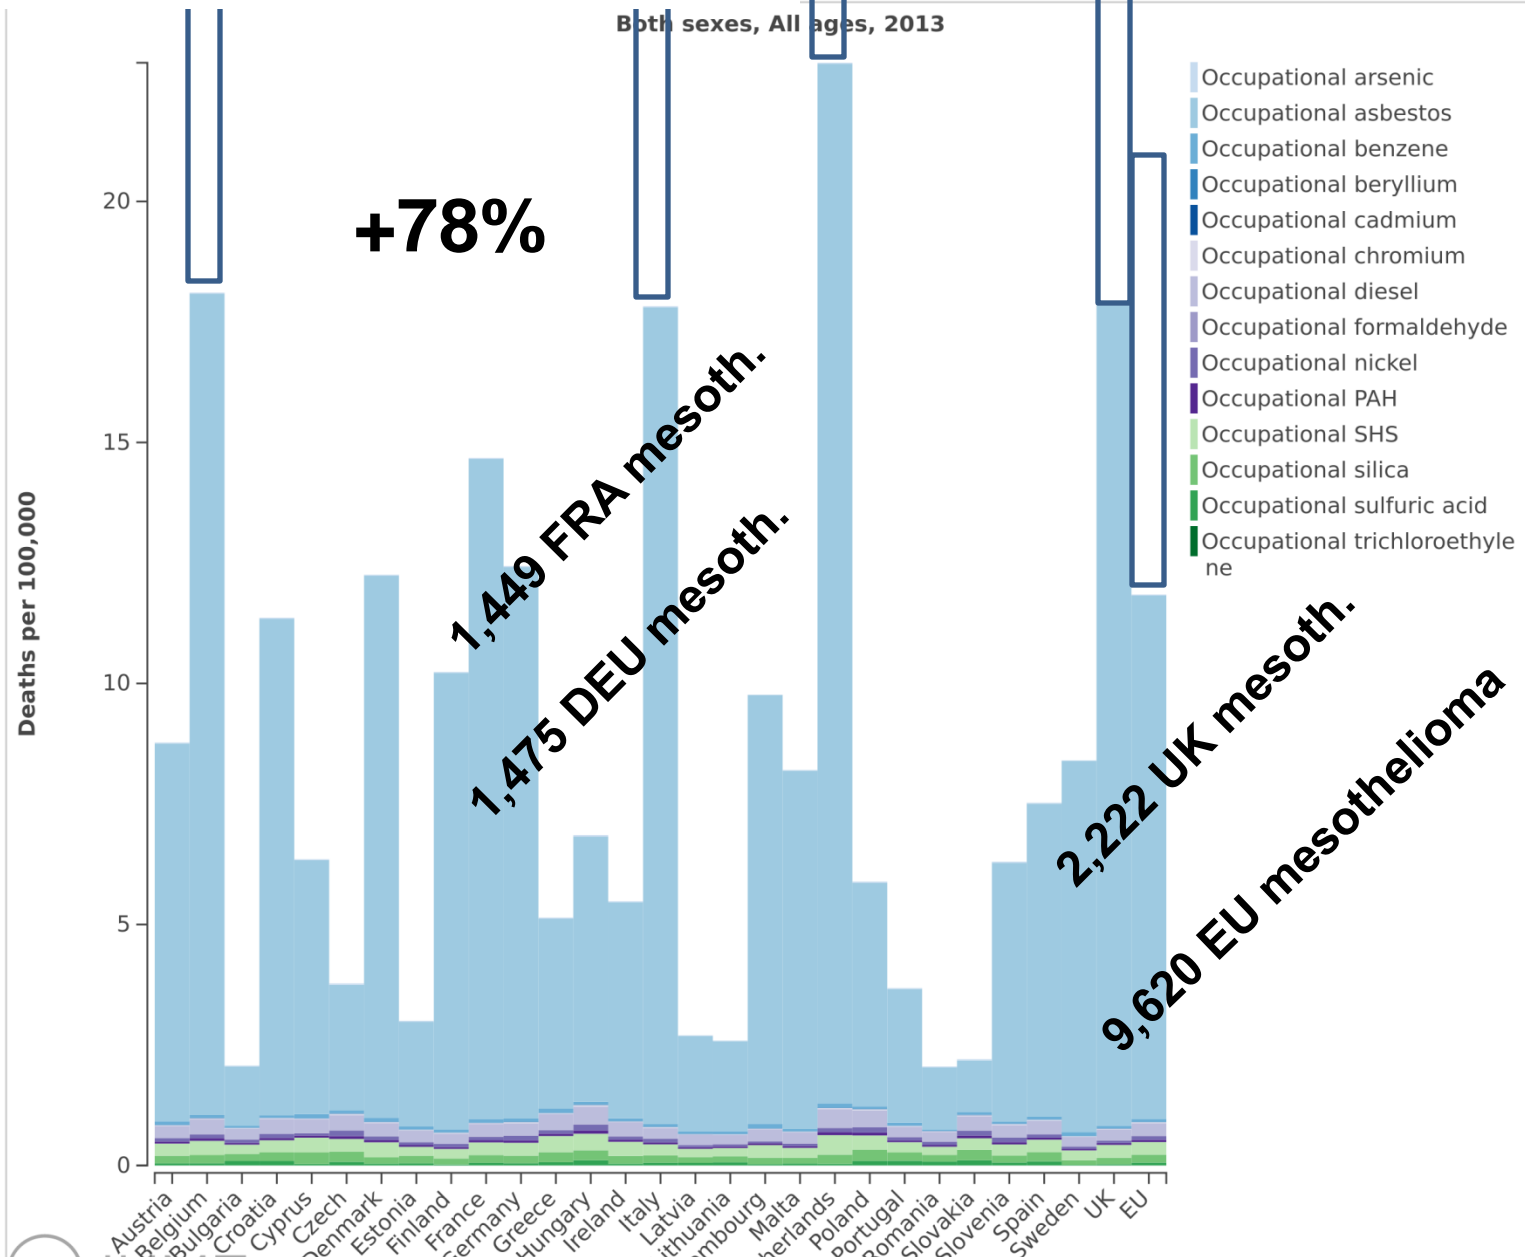 Both sexes, All ages, 2013
Occupational arsenic
Occupational asbestos
Occupational benzene
Occupational beryllium
Occupational cadmium
Occupational chromium
Occupational diesel
Occupational formaldehyde
Occupational nickel
Occupational PAH
Occupational SHS
Occupational silica
Occupational sulfuric acid
Occupational trichloroethyle
ne
+78%
1,449 FRA mesoth.
1,475 DEU mesoth.
2,222 UK mesoth.
9,620 EU mesothelioma
Deaths per 100,000
20
15
10
5
0
Austria
Belgium
Bulgaria
Croatia
Cyprus
Czech
Denmark
Estonia
Finland
France
ermany
Greece
Hungary
Ireland
Italy
Latvia
ithuania
mbourg
Malta
herlands
Poland
Portugal
Romania
Slovakia
Slovenia
Spain
Sweden
UK
EU